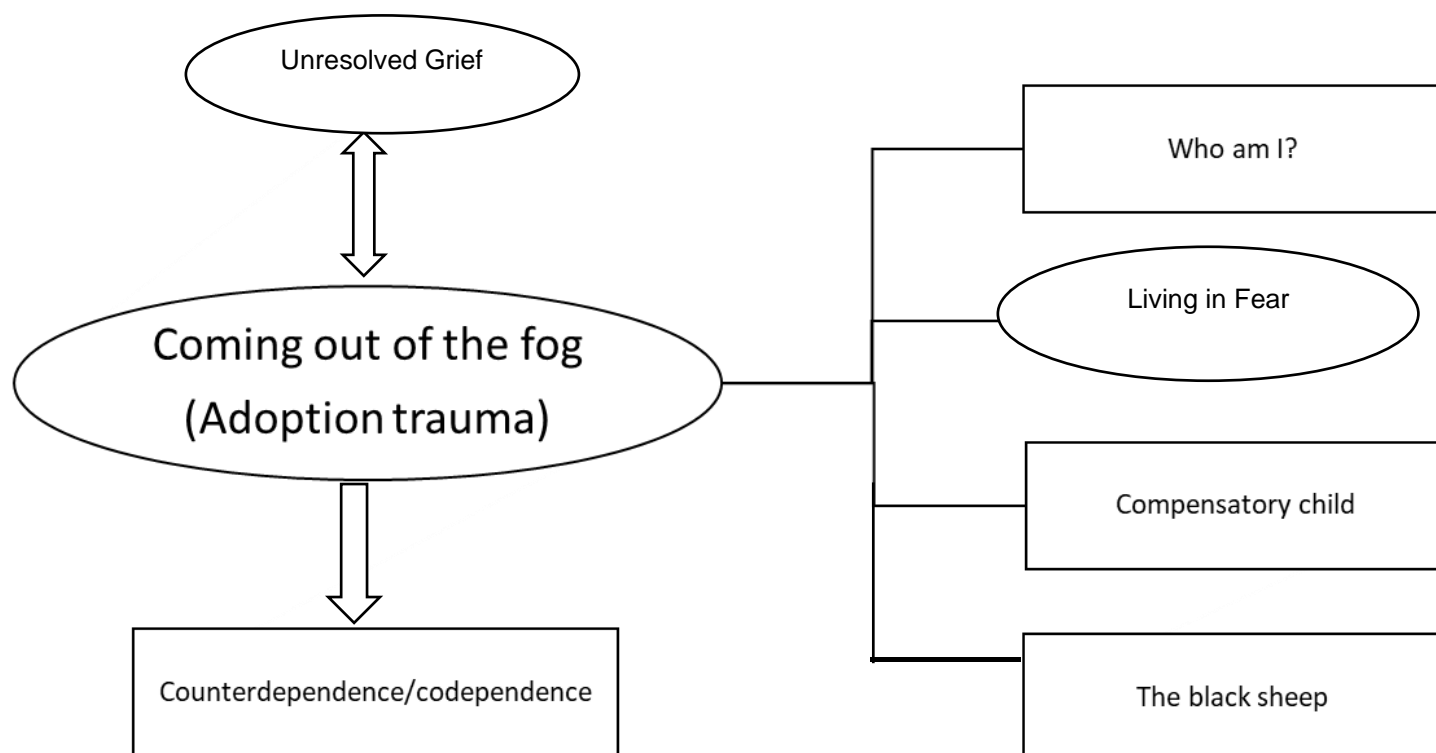 Unresolved Grief
Who am I?
Living in Fear
Coming out of the fog
(Adoption trauma)
Compensatory child
Counterdependence/codependence
The black sheep